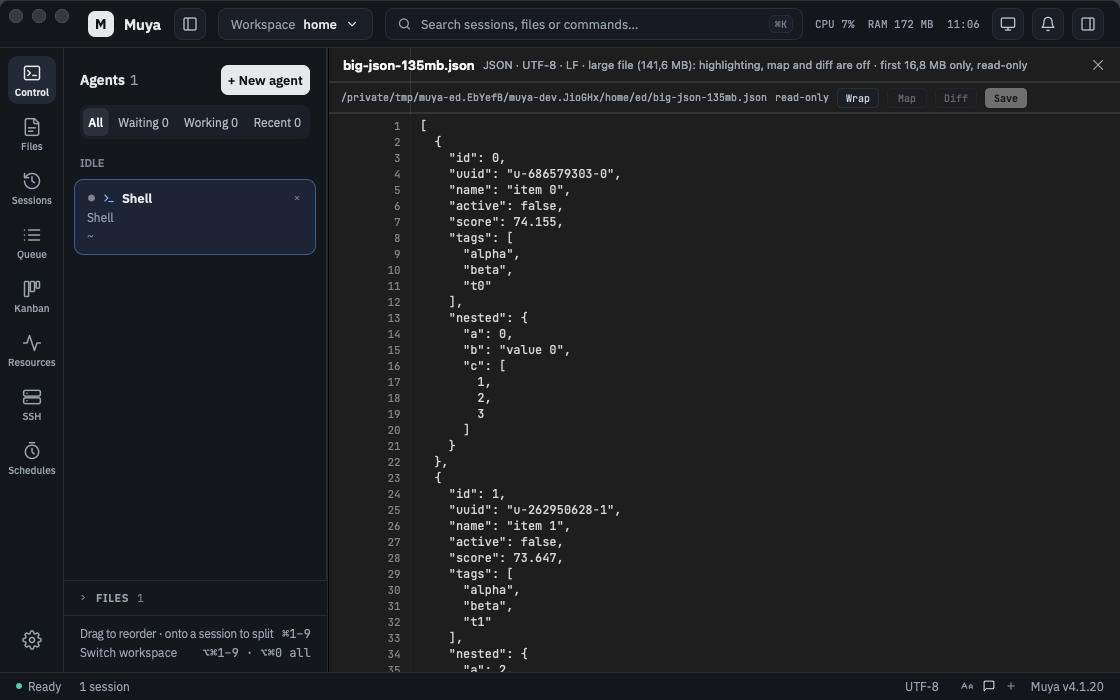 M Muya
Workspace home
Search sessions, files or commands... ⌘K
CPU 7% RAM 172 MB 11:06
Control
Files
Sessions
Queue
Kanban
Resources
SSH
Schedules
Agents 1
+ New agent
All Waiting 0 Working 0 Recent 0
IDLE
Shell ×
Shell
~
› FILES 1
Drag to reorder · onto a session to split ⌘1–9
Switch workspace ⌥⌘1–9 · ⌥⌘0 all
big-json-135mb.json JSON · UTF-8 · LF · large file (141,6 MB): highlighting, map and diff are off · first 16,8 MB only, read-only
/private/tmp/muya-ed.EbYefB/muya-dev.JioGHx/home/ed/big-json-135mb.json read-only Wrap Map Diff Save
1 [
2 {
3 "id": 0,
4 "uuid": "u-686579303-0",
5 "name": "item 0",
6 "active": false,
7 "score": 74.155,
8 "tags": [
9 "alpha",
10 "beta",
11 "t0"
12 ],
13 "nested": {
14 "a": 0,
15 "b": "value 0",
16 "c": [
17 1,
18 2,
19 3
20 ]
21 }
22 },
23 {
24 "id": 1,
25 "uuid": "u-262950628-1",
26 "name": "item 1",
27 "active": false,
28 "score": 73.647,
29 "tags": [
30 "alpha",
31 "beta",
32 "t1"
33 ],
34 "nested": {
35 "a": 2,
Ready 1 session
UTF-8 Aa + Muya v4.1.20